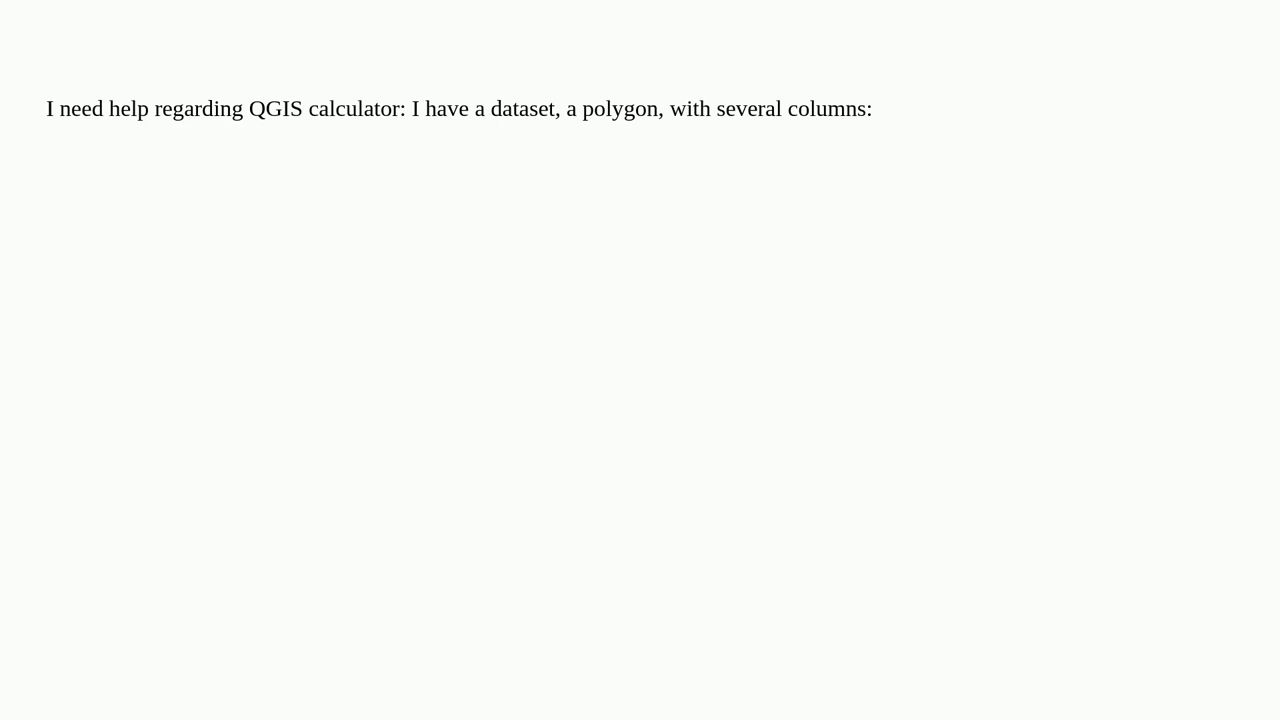 I need help regarding QGIS calculator: I have a dataset, a polygon, with several columns: